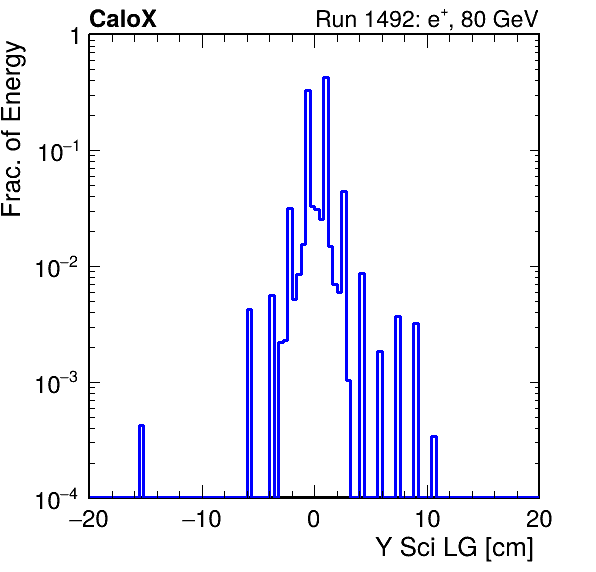 CaloX Run 1492: e⁺, 80 GeV
Frac. of Energy
1
10⁻¹
10⁻²
10⁻³
10⁻⁴
−20 −10 0 10 20
Y Sci LG [cm]